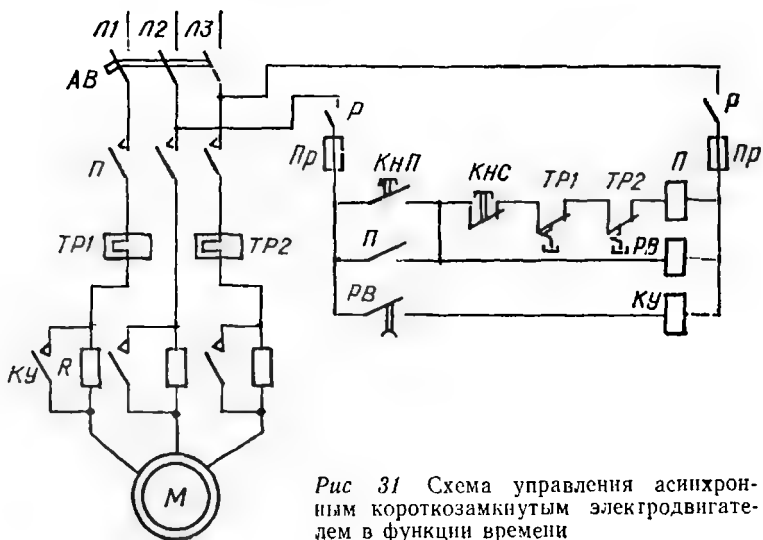 Л1 Л2 Л3
АВ
Р Р
Пр Пр
КНП КНС ТР1 ТР2 П
П
П РВ
ТР1 ТР2
РВ КУ
КУ R
М
Рис 31 Схема управления асинхрон-
ным короткозамкнутым электродвигате-
лем в функции времени